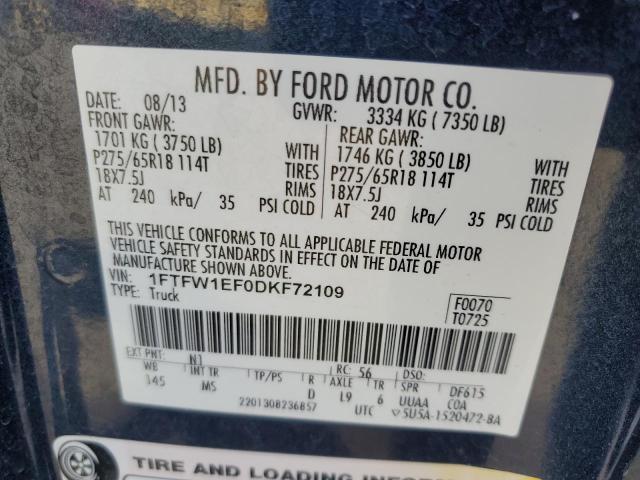 MFD. BY FORD MOTOR CO.
DATE: 08/13 GVWR: 3334 KG ( 7350 LB)
FRONT GAWR: REAR GAWR:
1701 KG ( 3750 LB) WITH 1746 KG ( 3850 LB) WITH
P275/65R18 114T TIRES P275/65R18 114T TIRES
18X7.5J RIMS 18X7.5J RIMS
AT 240 kPa/ 35 PSI COLD AT 240 kPa/ 35 PSI COLD
THIS VEHICLE CONFORMS TO ALL APPLICABLE FEDERAL MOTOR
VEHICLE SAFETY STANDARDS IN EFFECT ON THE DATE OF
MANUFACTURE SHOWN ABOVE.
VIN: 1FTFW1EF0DKF72109
TYPE: Truck
F0070
T0725
EXT PNT: N1 RC: 56 DSO:
WB INT TR TP/PS R AXLE TR SPR DF615
145 MS D L9 6 UUAA COA
2201308236857 UTC 5U5A-1520472-BA
TIRE AND LOADING